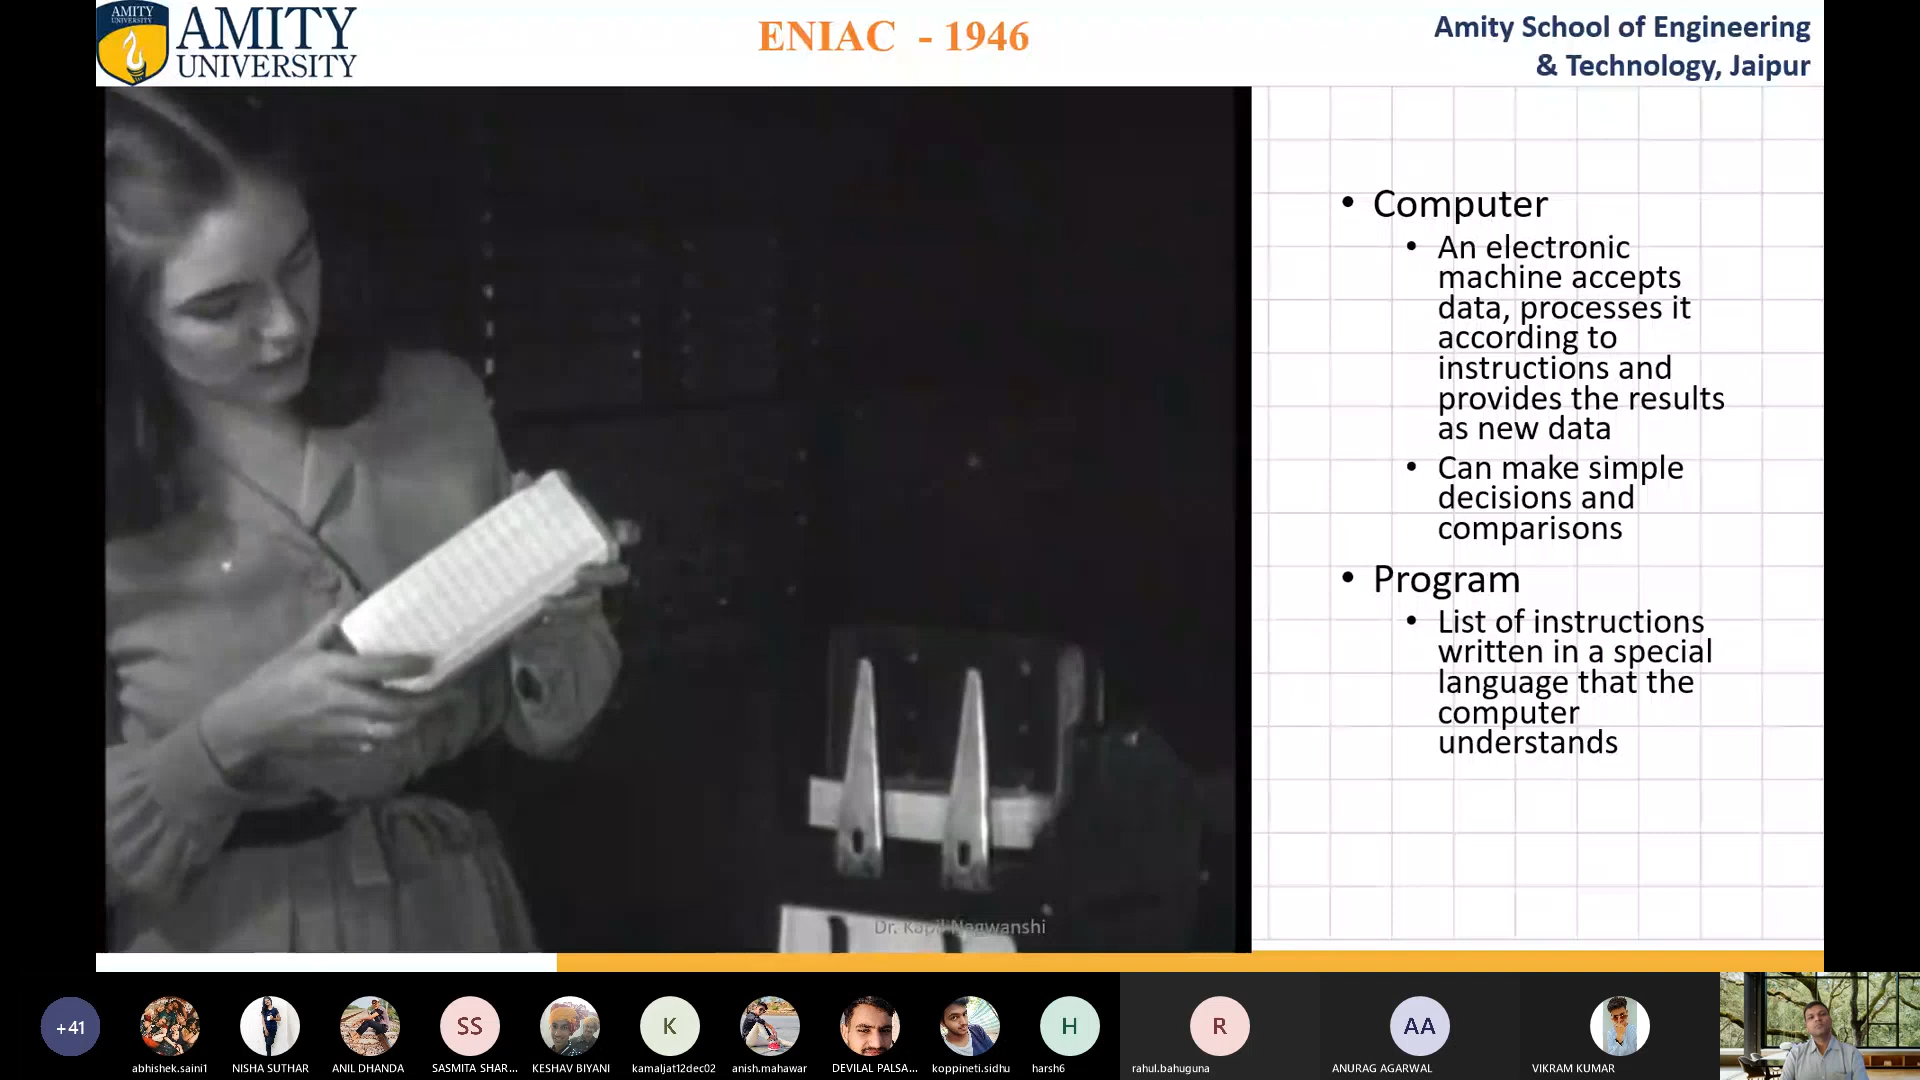 AMITY
UNIVERSITY
AMITY
UNIVERSITY
ENIAC - 1946
Amity School of Engineering
& Technology, Jaipur
• Computer
• An electronic
machine accepts
data, processes it
according to
instructions and
provides the results
as new data
• Can make simple
decisions and
comparisons
• Program
• List of instructions
written in a special
language that the
computer
understands
Dr. Kapil Nagwanshi
+41
SS
K
H
R
AA
abhishek.saini1
NISHA SUTHAR
ANIL DHANDA
SASMITA SHAR...
KESHAV BIYANI
kamaljat12dec02
anish.mahawar
DEVILAL PALSA...
koppineti.sidhu
harsh6
rahul.bahuguna
ANURAG AGARWAL
VIKRAM KUMAR